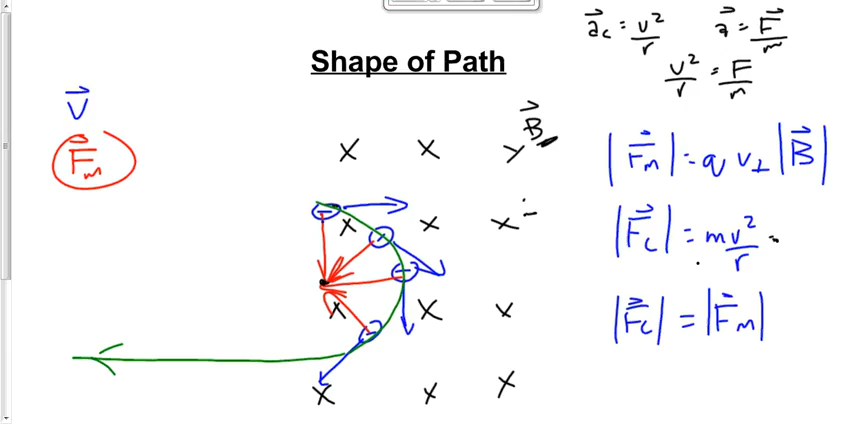 Shape of Path
a⃗c = v²/r   a⃗ = F⃗/m
v²/r = F/m
V⃗
F⃗m
B⃗
X X X
|F⃗m| = q v⊥ |B⃗|
− X X X
− −
|F⃗c| = mv²/r
X X X
−
|F⃗c| = |F⃗m|
X X X